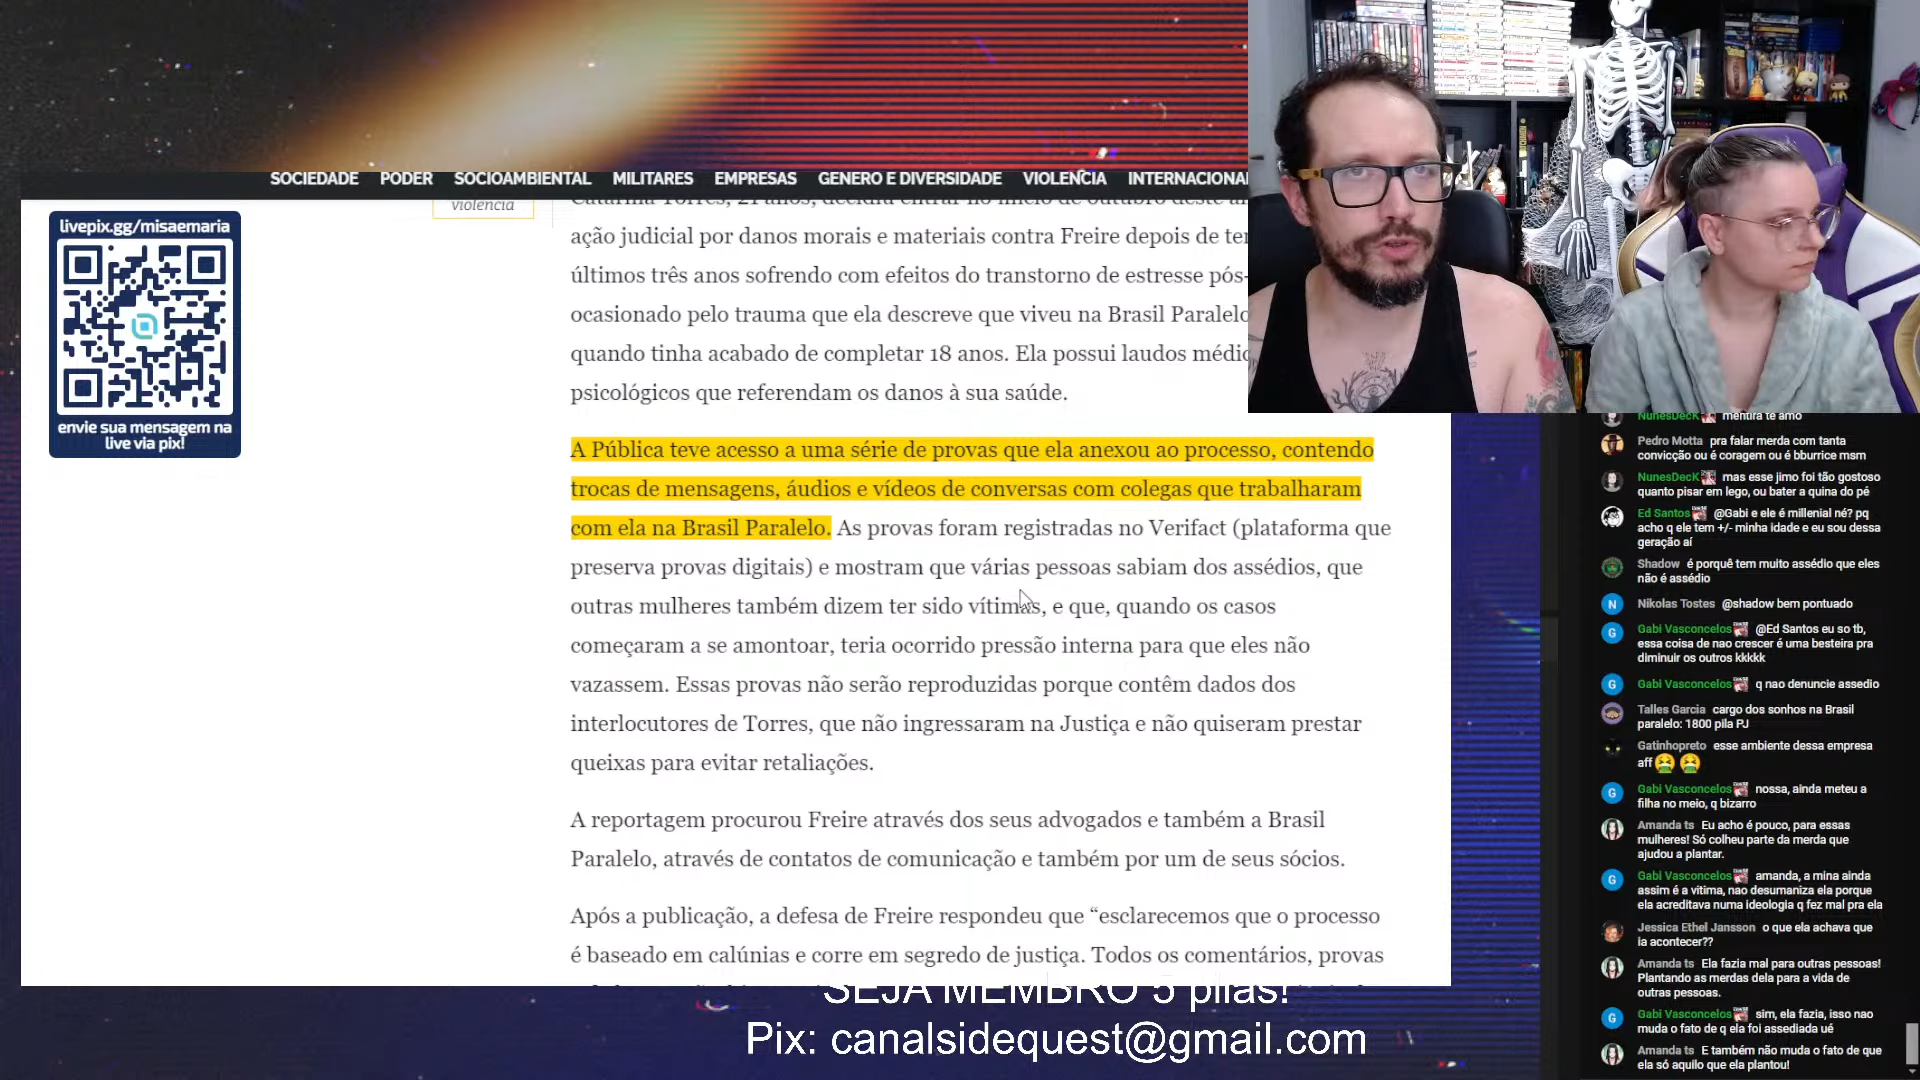 SOCIEDADE PODER SOCIOAMBIENTAL MILITARES EMPRESAS GENERO E DIVERSIDADE VIOLENCIA INTERNACIONAL
violência
livepix.gg/misaemaria
envie sua mensagem na
live via pix!
Catarina Torres, 21 anos, decidiu entrar no início de outubro deste
ação judicial por danos morais e materiais contra Freire depois de
últimos três anos sofrendo com efeitos do transtorno de estresse pós-
ocasionado pelo trauma que ela descreve que viveu na Brasil Paralelo
quando tinha acabado de completar 18 anos. Ela possui laudos
psicológicos que referendam os danos à sua saúde.
A Pública teve acesso a uma série de provas que ela anexou ao processo, contendo
trocas de mensagens, áudios e vídeos de conversas com colegas que trabalharam
com ela na Brasil Paralelo. As provas foram registradas no Verifact (plataforma que
preserva provas digitais) e mostram que várias pessoas sabiam dos assédios, que
outras mulheres também dizem ter sido vítimas, e que, quando os casos
começaram a se amontoar, teria ocorrido pressão interna para que eles não
vazassem. Essas provas não serão reproduzidas porque contêm dados dos
interlocutores de Torres, que não ingressaram na Justiça e não quiseram prestar
queixas para evitar retaliações.
A reportagem procurou Freire através dos seus advogados e também a Brasil
Paralelo, através de contatos de comunicação e também por um de seus sócios.
Após a publicação, a defesa de Freire respondeu que “esclarecemos que o processo
é baseado em calúnias e corre em segredo de justiça. Todos os comentários, provas
SEJA MEMBRO 5 pilas!
Pix: canalsidequest@gmail.com
NunesDecK mentira te amo
Pedro Motta pra falar merda com tanta
convicção ou é coragem ou é bburrice msm
NunesDecK mas esse jimo foi tão gostoso
quanto pisar em lego, ou bater a quina do pé
Ed Santos @Gabi e ele é millenial né? pq
acho q ele tem +/- minha idade e eu sou dessa
geração aí
Shadow é porquê tem muito assédio que eles
não é assédio
N
Nikolas Tostes @shadow bem pontuado
G
Gabi Vasconcelos @Ed Santos eu so tb,
essa coisa de nao crescer é uma besteira pra
diminuir os outros kkkkk
G
Gabi Vasconcelos q nao denuncie assedio
Talles Garcia cargo dos sonhos na Brasil
paralelo: 1800 pila PJ
Gatinhopreto esse ambiente dessa empresa
aff
G
Gabi Vasconcelos nossa, ainda meteu a
filha no meio, q bizarro
Amanda ts Eu acho é pouco, para essas
mulheres! Só colheu parte da merda que
ajudou a plantar.
G
Gabi Vasconcelos amanda, a mina ainda
assim é a vitima, nao desumaniza ela porque
ela acreditava numa ideologia q fez mal pra ela
Jessica Ethel Jansson o que ela achava que
ia acontecer??
Amanda ts Ela fazia mal para outras pessoas!
Plantando as merdas dela para a vida de
outras pessoas.
G
Gabi Vasconcelos sim, ela fazia, isso nao
muda o fato de q ela foi assediada ué
Amanda ts E também não muda o fato de que
ela só aquilo que ela plantou!